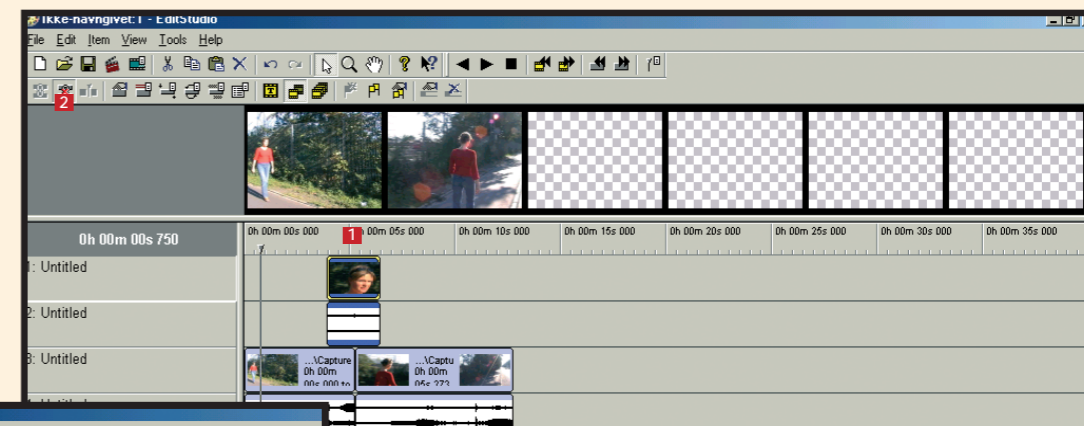 Ikke-navngivet:1 - EditStudio
File Edit Item View Tools Help
2
0h 00m 00s 750
0h 00m 00s 000
1
00m 05s 000
0h 00m 10s 000
0h 00m 15s 000
0h 00m 20s 000
0h 00m 25s 000
0h 00m 30s 000
0h 00m 35s 000
1: Untitled
2: Untitled
3: Untitled
...\Capture
0h 00m
00s 000 to
...\Captu
0h 00m
05s 273